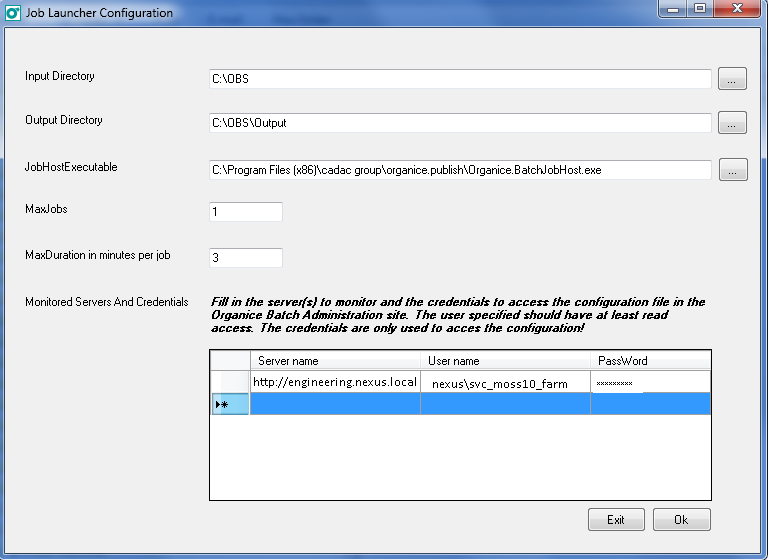 Job Launcher Configuration
Input Directory C:\OBS ...
Output Directory C:\OBS\Output ...
JobHostExecutable C:\Program Files (x86)\cadac group\organice.publish\Organice.BatchJobHost.exe ...
MaxJobs 1
MaxDuration in minutes per job 3
Monitored Servers And Credentials
Fill in the server(s) to monitor and the credentials to access the configuration file in the
Organice Batch Administration site. The user specified should have at least read
access. The credentials are only used to acces the configuration!
Server name User name PassWord
http://engineering.nexus.local nexus\svc_moss10_farm xxxxxxxxx
Exit Ok